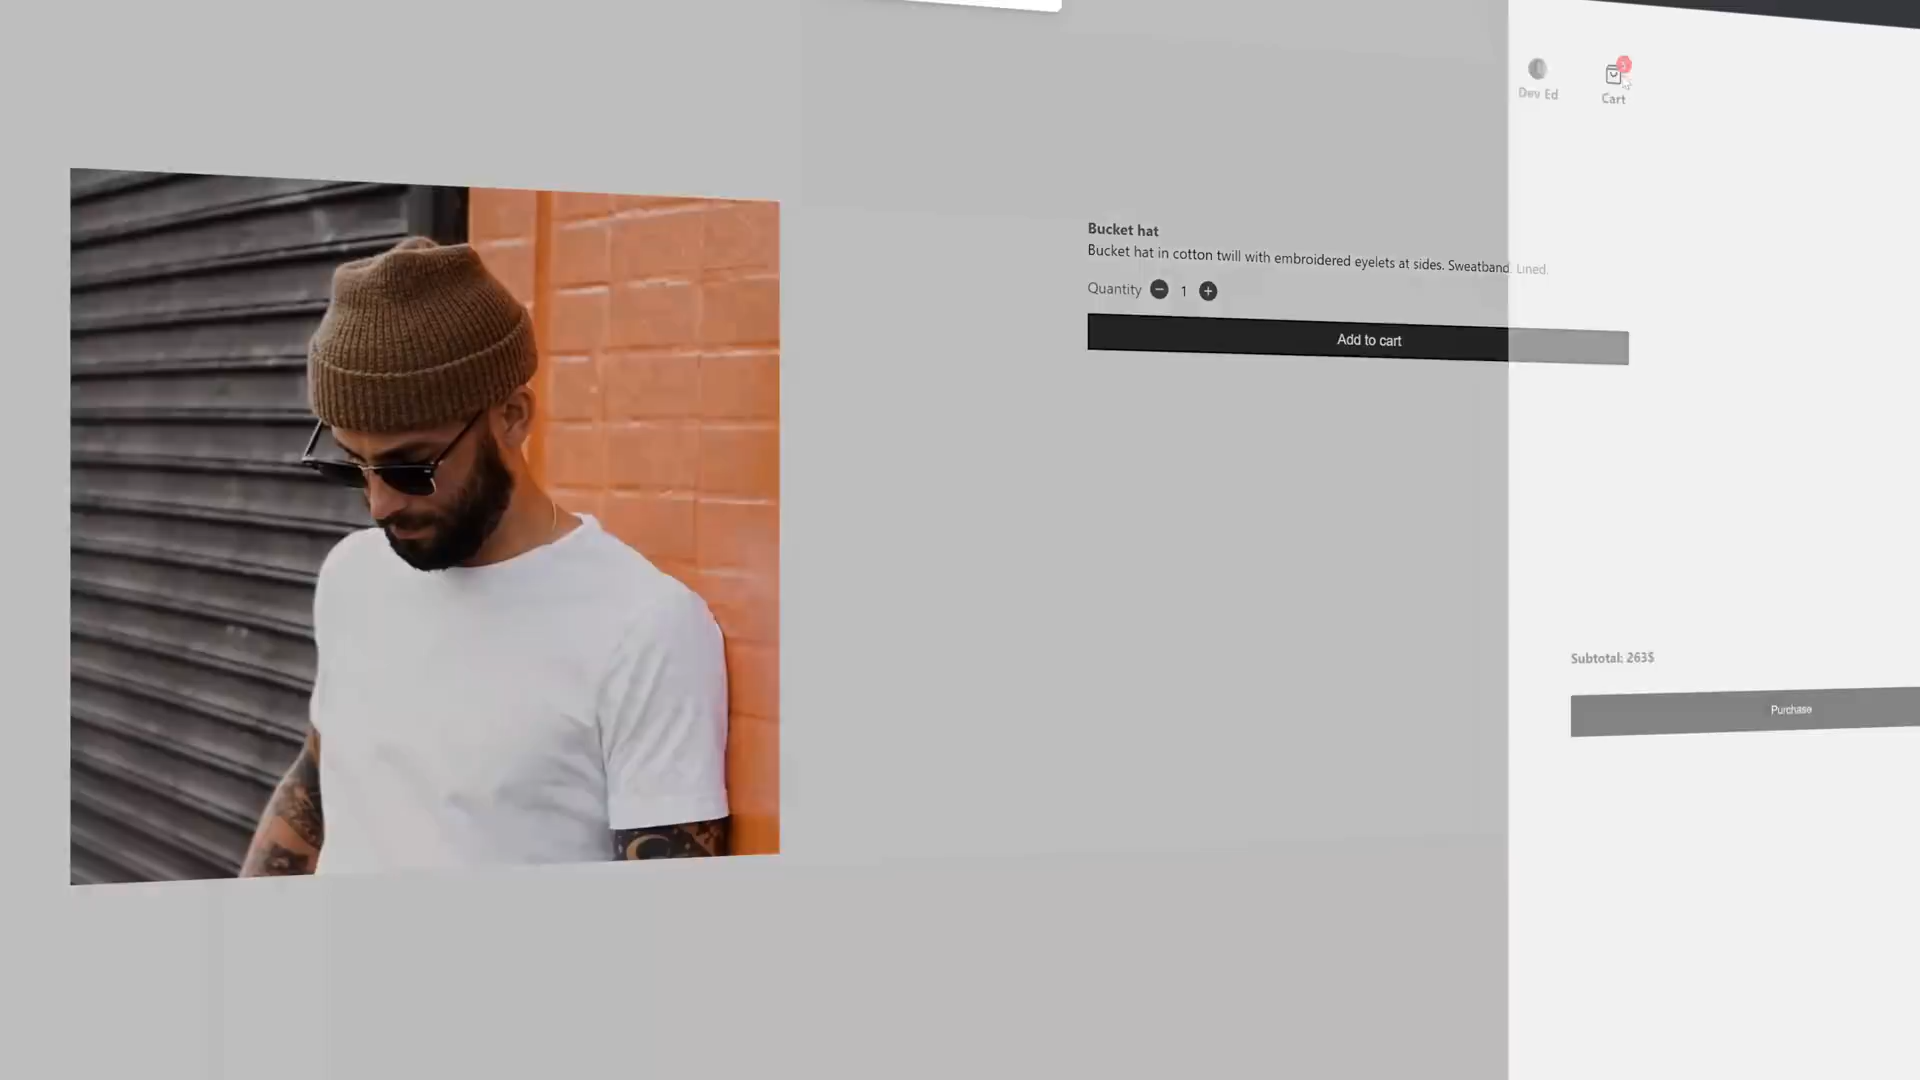 Dev Ed
Cart
Bucket hat
Bucket hat in cotton twill with embroidered eyelets at sides. Sweatband. Lined.
Quantity 1
Add to cart
Subtotal: 263$
Purchase